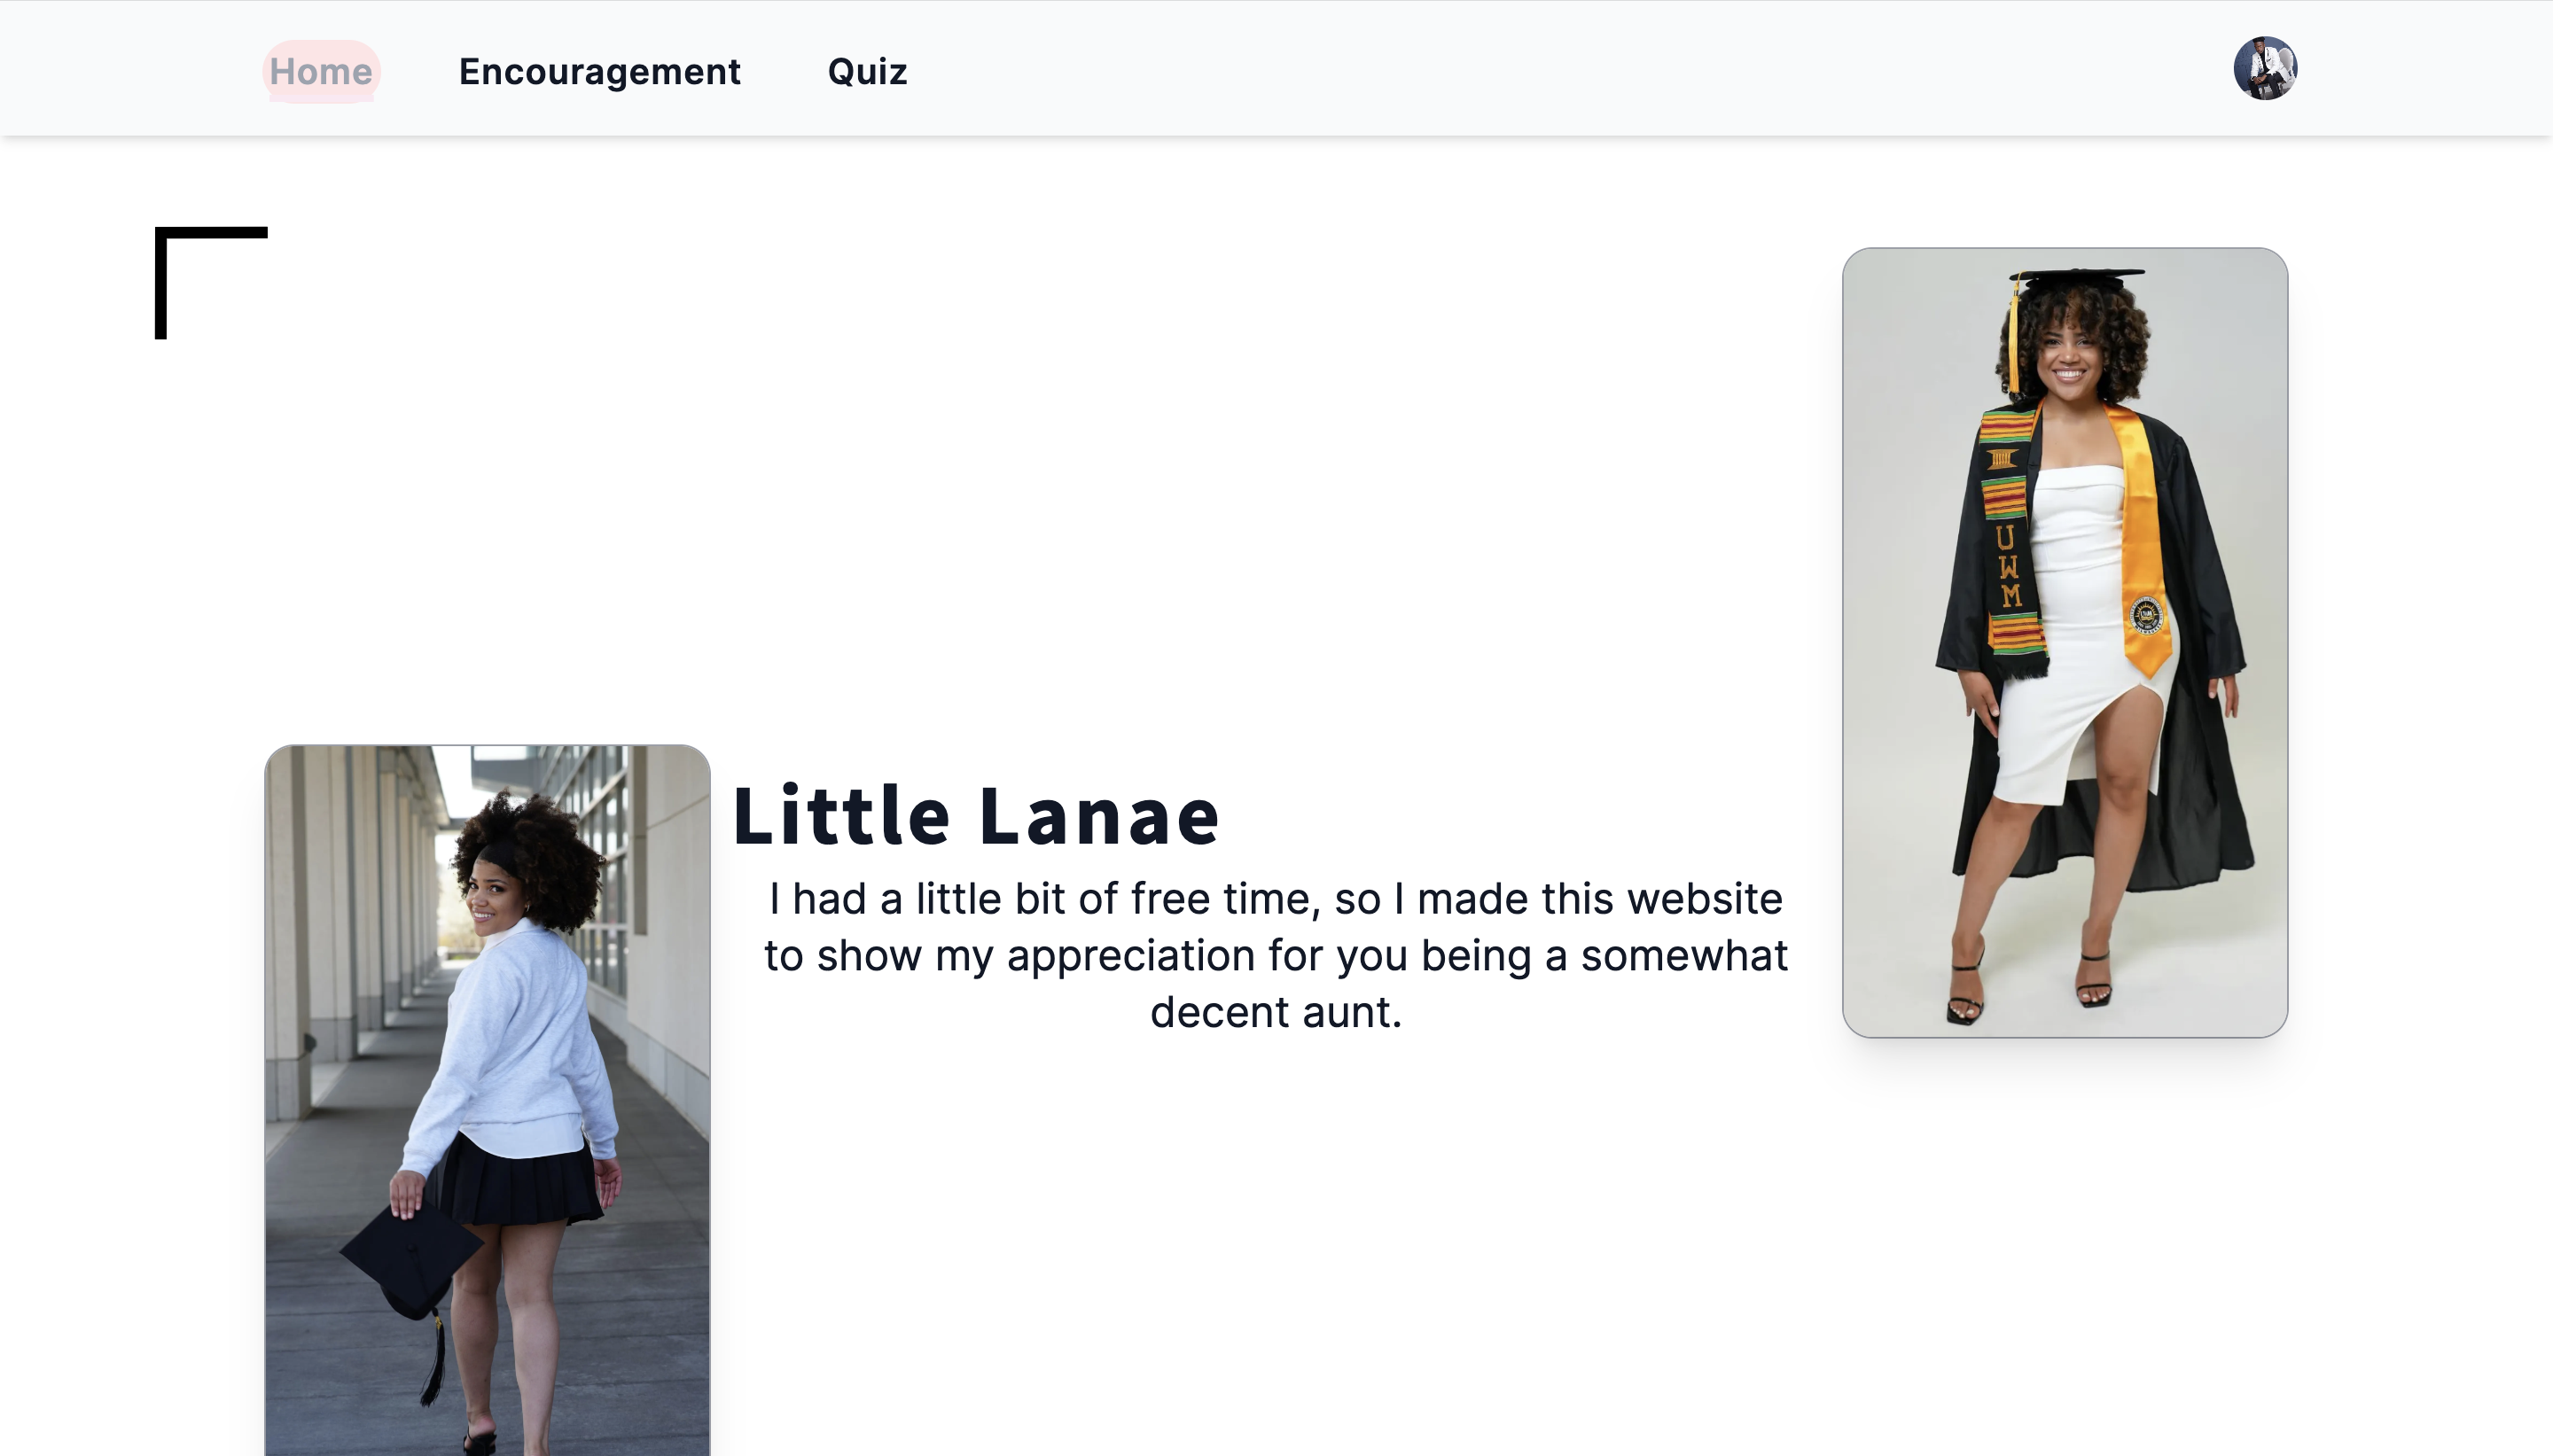 Home Encouragement Quiz
UWM
Little Lanae
I had a little bit of free time, so I made this website
to show my appreciation for you being a somewhat
decent aunt.